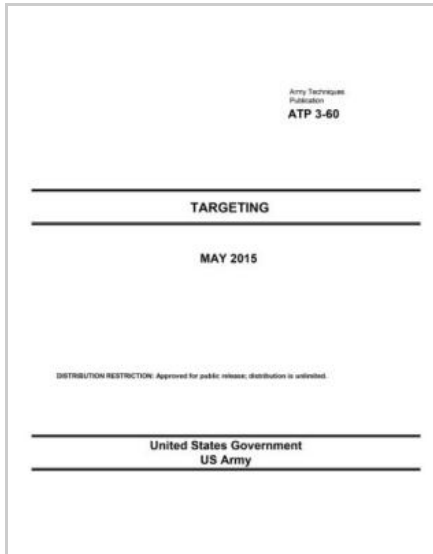 Army Techniques
Publication
ATP 3-60
TARGETING
MAY 2015
DISTRIBUTION RESTRICTION: Approved for public release; distribution is unlimited.
United States Government
US Army